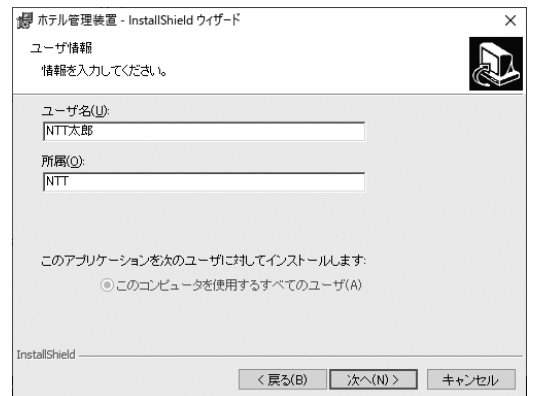 ホテル管理装置 - InstallShield ウィザード
ユーザ情報
情報を入力してください。
ユーザ名(U):
NTT太郎
所属(O):
NTT
このアプリケーションを次のユーザに対してインストールします:
このコンピュータを使用するすべてのユーザ(A)
InstallShield
< 戻る(B) 次へ(N) > キャンセル